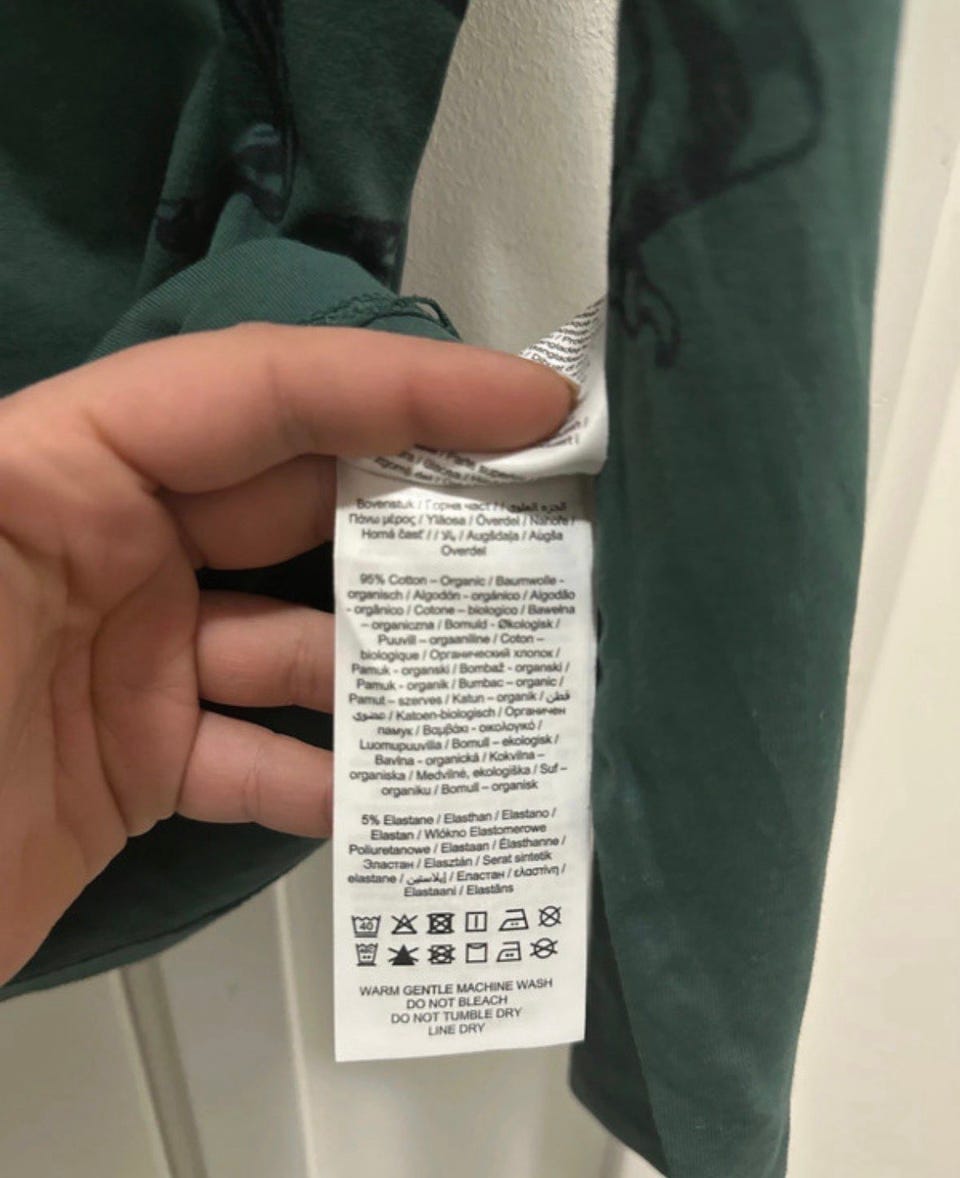 Bovenstuk / Горна част / / الجزء العلوي /
Πάνω μέρος / Yläosa / Överdel / Nahoře /
Horná časť / / Augšdaļa / Augša
Overdel
95% Cotton – Organic / Baumwolle -
organisch / Algodón - orgánico / Algodão
- orgânico / Cotone – biologico / Bawełna
– organiczna / Bomuld - Økologisk /
Puuvill – orgaaniline / Coton –
biologique / Органический хлопок /
Pamuk - organski / Bombaž - organski /
Pamuk - organik / Bumbac – organic /
Pamut – szerves / Katun – organik / قطن
عضوي / Katoen-biologisch / Органичен
памук / Βαμβάκι - οικολογικό /
Luomupuuvilla / Bomull – ekologisk /
Bavlna - organická / Kokvilna –
organiska / Medvilnė, ekologiška / Suf –
organiku / Bomull – organisk
5% Elastane / Elasthan / Elastano /
Elastan / Włókno Elastomerowe
Poliuretanowe / Elastaan / Élasthanne /
Эластан / Elasztán / Serat sintetik
elastane / إيلاستين / Еластан / ελαστίνη /
Elastaani / Elastāns
40
WARM GENTLE MACHINE WASH
DO NOT BLEACH
DO NOT TUMBLE DRY
LINE DRY